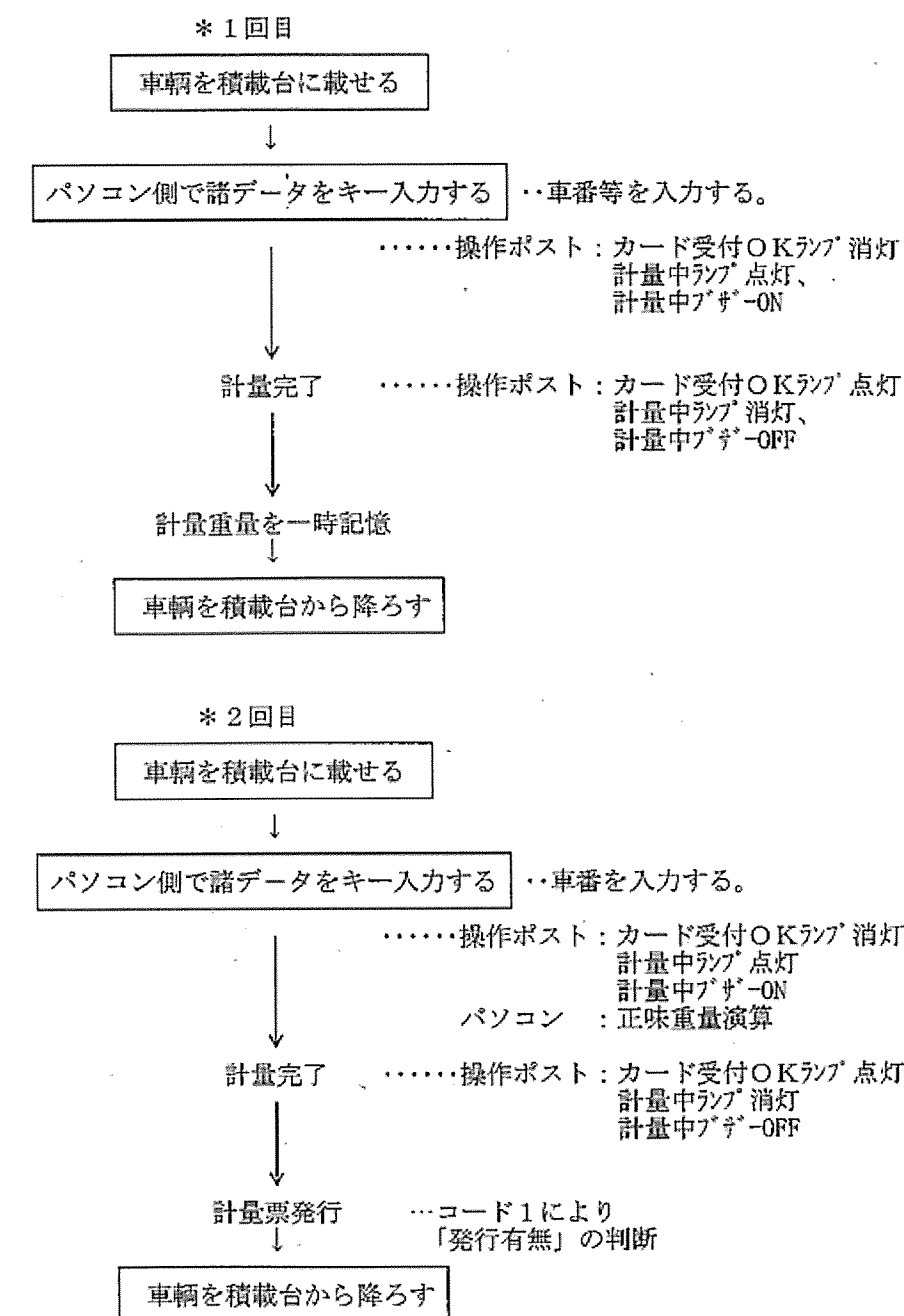 ＊1回目
車輌を積載台に載せる
↓
パソコン側で諸データをキー入力する ‥車番等を入力する。
……操作ポスト：カード受付OKﾗﾝﾌﾟ消灯
計量中ﾗﾝﾌﾟ点灯、
計量中ﾌﾞｻﾞｰON
↓
計量完了 ……操作ポスト：カード受付OKﾗﾝﾌﾟ点灯
計量中ﾗﾝﾌﾟ消灯、
計量中ﾌﾞｻﾞｰOFF
↓
計量重量を一時記憶
↓
車輌を積載台から降ろす
＊2回目
車輌を積載台に載せる
↓
パソコン側で諸データをキー入力する ‥車番を入力する。
……操作ポスト：カード受付OKﾗﾝﾌﾟ消灯
計量中ﾗﾝﾌﾟ点灯
計量中ﾌﾞｻﾞｰON
パソコン ：正味重量演算
↓
計量完了 ……操作ポスト：カード受付OKﾗﾝﾌﾟ点灯
計量中ﾗﾝﾌﾟ消灯
計量中ﾌﾞｻﾞｰOFF
↓
計量票発行 …コード1により
↓ 「発行有無」の判断
車輌を積載台から降ろす